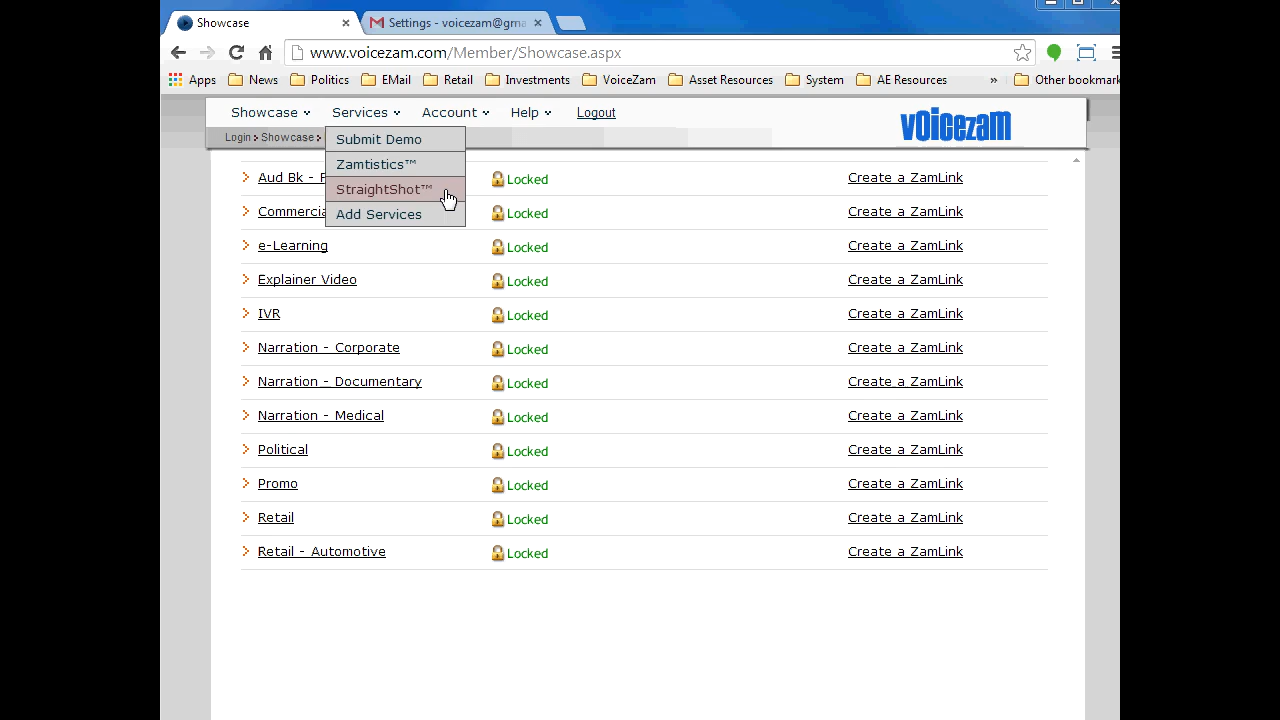 Showcase
Settings - voicezam@gma
www.voicezam.com/Member/Showcase.aspx
Apps News Politics EMail Retail Investments VoiceZam Asset Resources System AE Resources » Other bookmark
Showcase Services Account Help Logout
voicezam
Login Showcase
Submit Demo
Zamtistics™
StraightShot™
Add Services
Aud Bk - Locked Create a ZamLink
Commercia Locked Create a ZamLink
e-Learning Locked Create a ZamLink
Explainer Video Locked Create a ZamLink
IVR Locked Create a ZamLink
Narration - Corporate Locked Create a ZamLink
Narration - Documentary Locked Create a ZamLink
Narration - Medical Locked Create a ZamLink
Political Locked Create a ZamLink
Promo Locked Create a ZamLink
Retail Locked Create a ZamLink
Retail - Automotive Locked Create a ZamLink